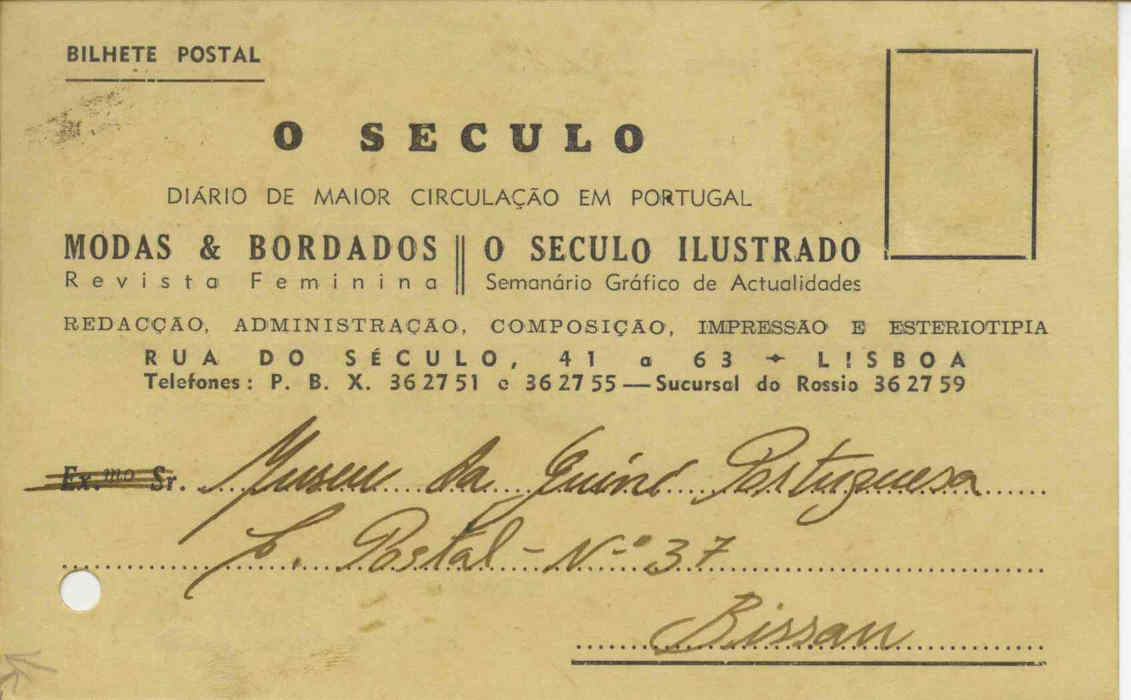 BILHETE POSTAL
O SECULO
DIÁRIO DE MAIOR CIRCULAÇÃO EM PORTUGAL
MODAS & BORDADOS || O SECULO ILUSTRADO
Revista Feminina || Semanário Gráfico de Actualidades
REDACÇÃO, ADMINISTRAÇÃO, COMPOSIÇÃO, IMPRESSÃO E ESTERIOTIPIA
RUA DO SÉCULO, 41 a 63 - LISBOA
Telefones: P. B. X. 36 27 51 e 36 27 55 — Sucursal do Rossio 36 27 59
Ex.mo Sr. Museu da Guiné Portuguesa
C. Postal - Nº 37
Bissau